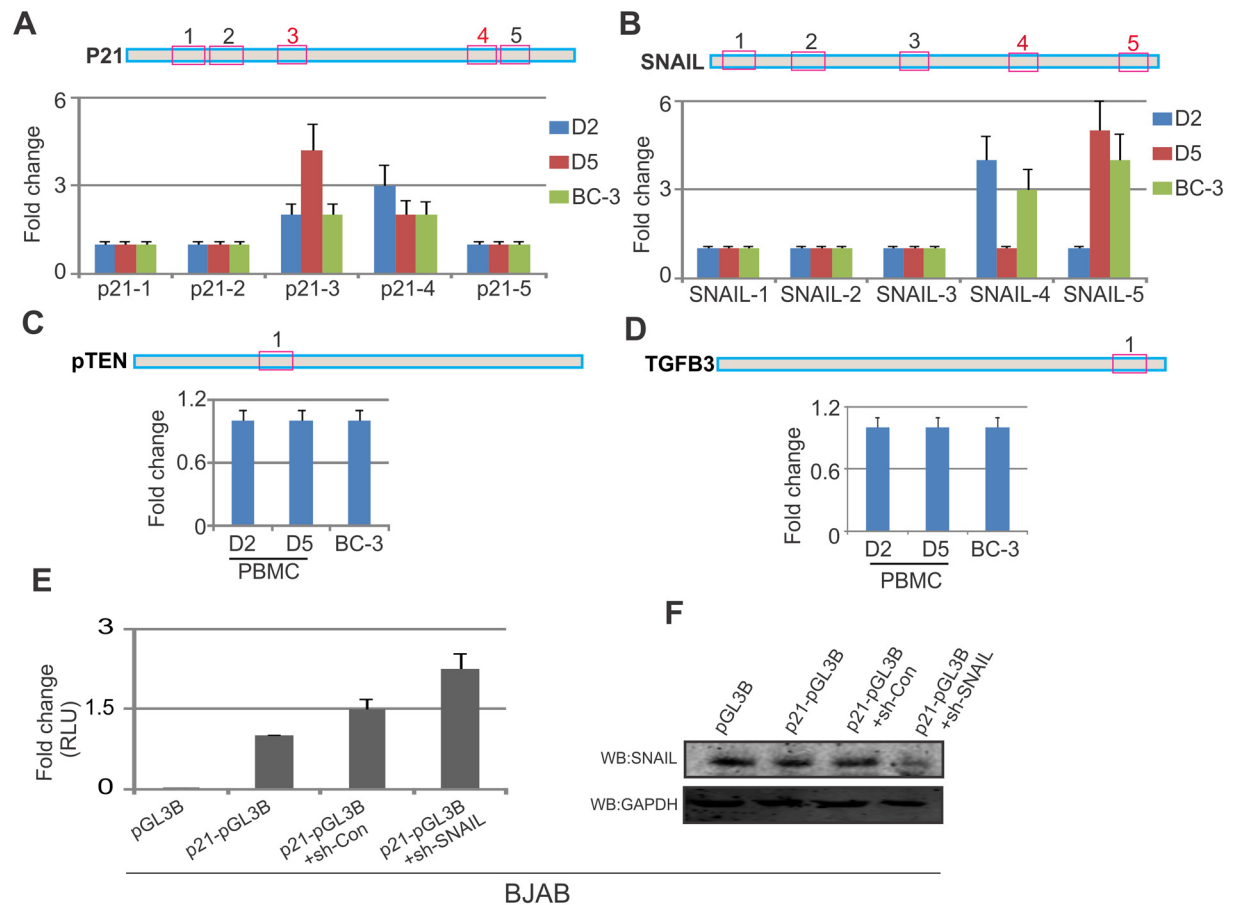 A
1 2 3 4 5
P21
6
3
0
Fold change
p21-1 p21-2 p21-3 p21-4 p21-5
D2
D5
BC-3
B
1 2 3 4 5
SNAIL
6
3
0
Fold change
SNAIL-1 SNAIL-2 SNAIL-3 SNAIL-4 SNAIL-5
D2
D5
BC-3
C
1
pTEN
1.2
0.6
0
Fold change
D2 D5 BC-3
PBMC
D
1
TGFB3
1.2
0.6
0
Fold change
D2 D5 BC-3
PBMC
E
3
1.5
0
Fold change
(RLU)
pGL3B
p21-pGL3B
p21-pGL3B
+sh-Con
p21-pGL3B
+sh-SNAIL
F
pGL3B
p21-pGL3B
p21-pGL3B
+sh-Con
p21-pGL3B
+sh-SNAIL
WB:SNAIL
WB:GAPDH
BJAB